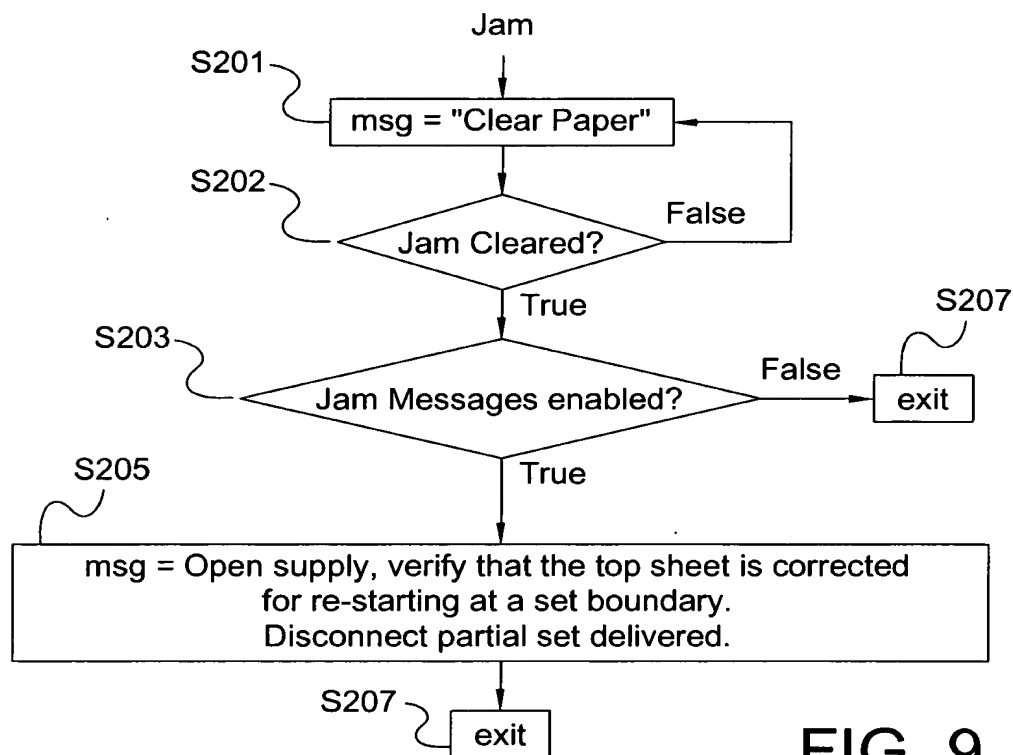 Jam
S201
msg = "Clear Paper"
S202
Jam Cleared?
False
True
S203
Jam Messages enabled?
False
S207
exit
True
S205
msg = Open supply, verify that the top sheet is corrected
for re-starting at a set boundary.
Disconnect partial set delivered.
S207
exit
FIG. 9